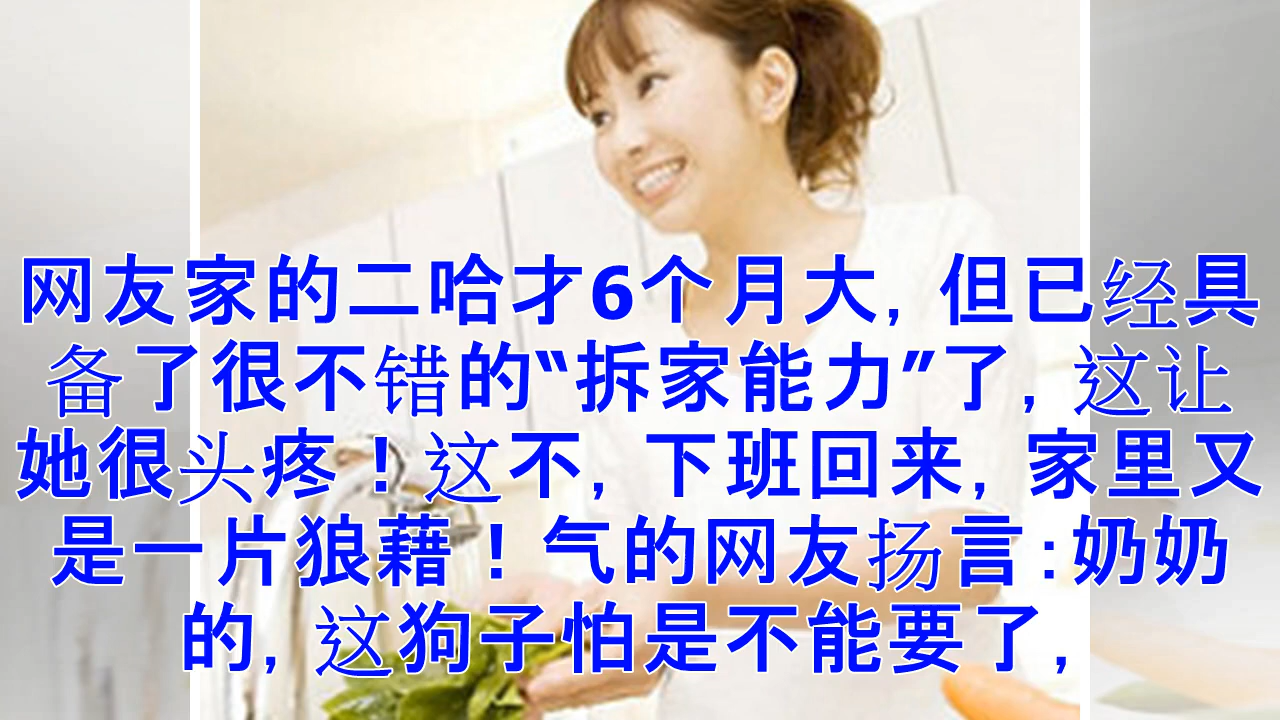 网友家的二哈才6个月大,但已经具
备了很不错的“拆家能力”了,这让
她很头疼！这不,下班回来,家里又
是一片狼藉！气的网友扬言:奶奶
的,这狗子怕是不能要了,